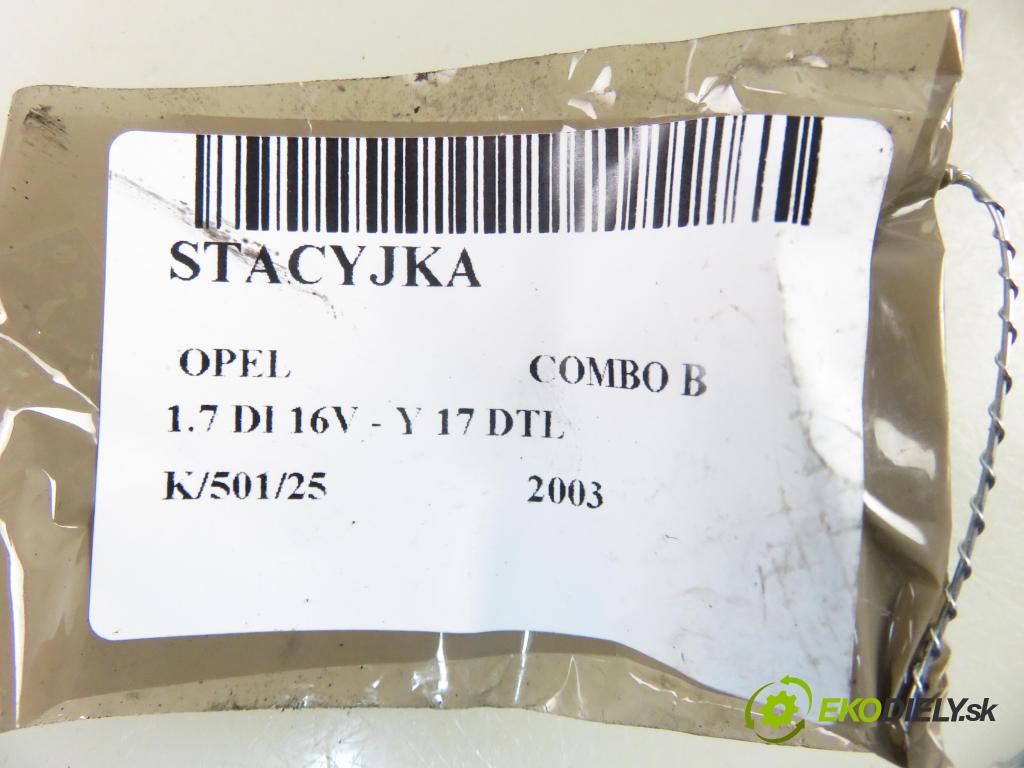 STACYJKA
OPEL COMBO B
1.7 DI 16V - Y 17 DTL
K/501/25 2003
EKODIELY.sk